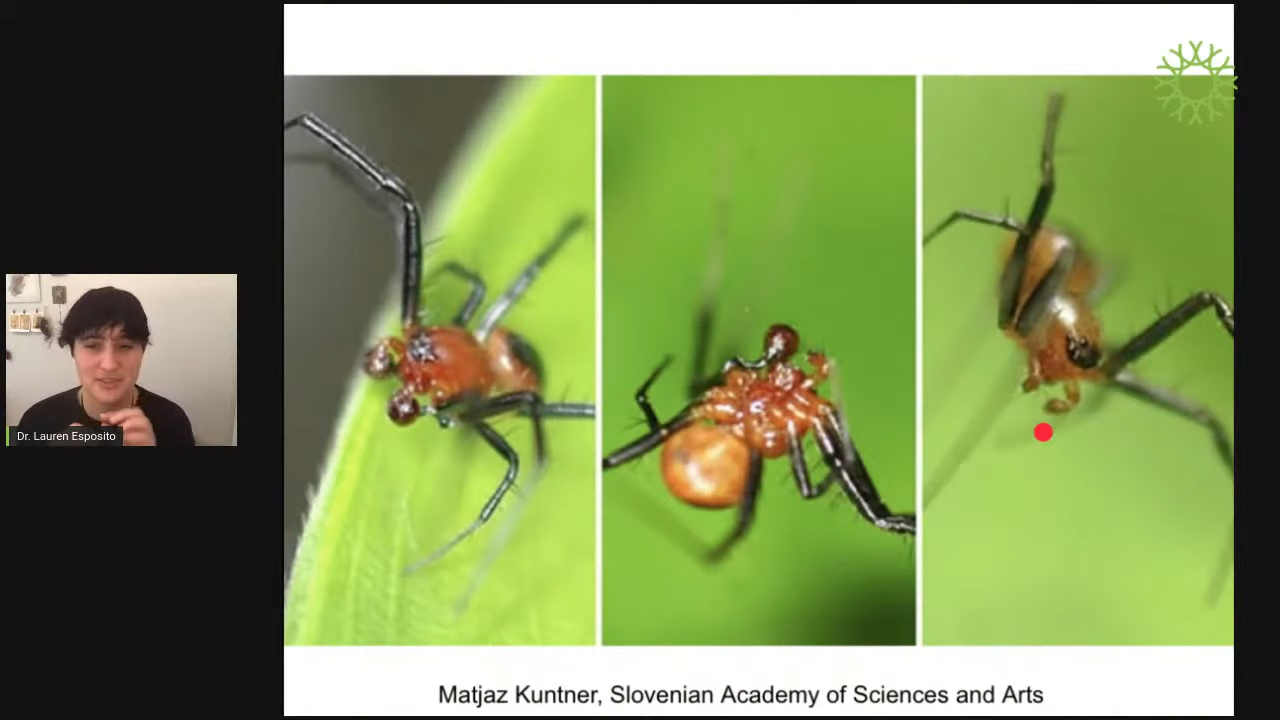 Dr. Lauren Esposito
Matjaz Kuntner, Slovenian Academy of Sciences and Arts